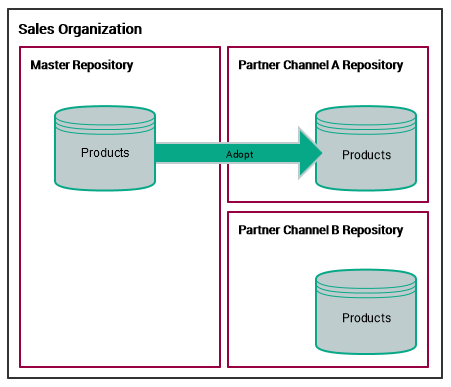 Sales Organization
Master Repository
Partner Channel A Repository
Products
Adopt
Products
Partner Channel B Repository
Products